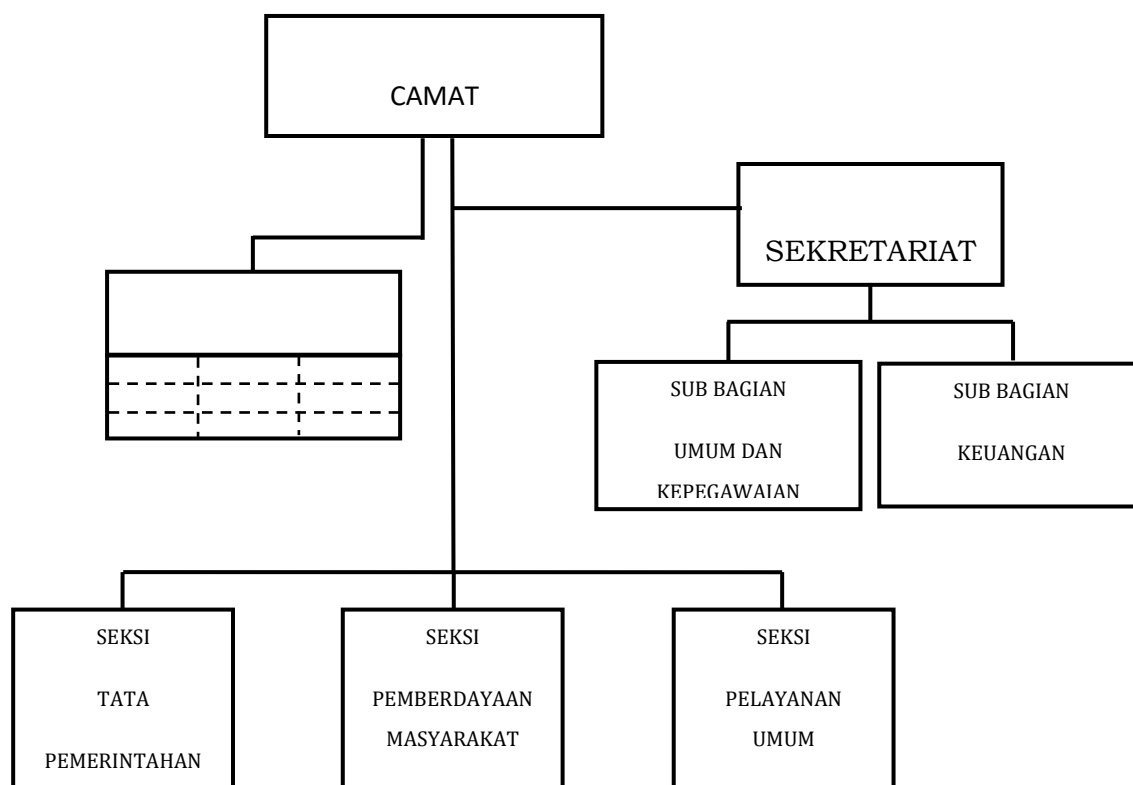 CAMAT
SEKRETARIAT
SUB BAGIAN
UMUM DAN
KEPEGAWAIAN
SUB BAGIAN
KEUANGAN
SEKSI
TATA
PEMERINTAHAN
SEKSI
PEMBERDAYAAN
MASYARAKAT
SEKSI
PELAYANAN
UMUM